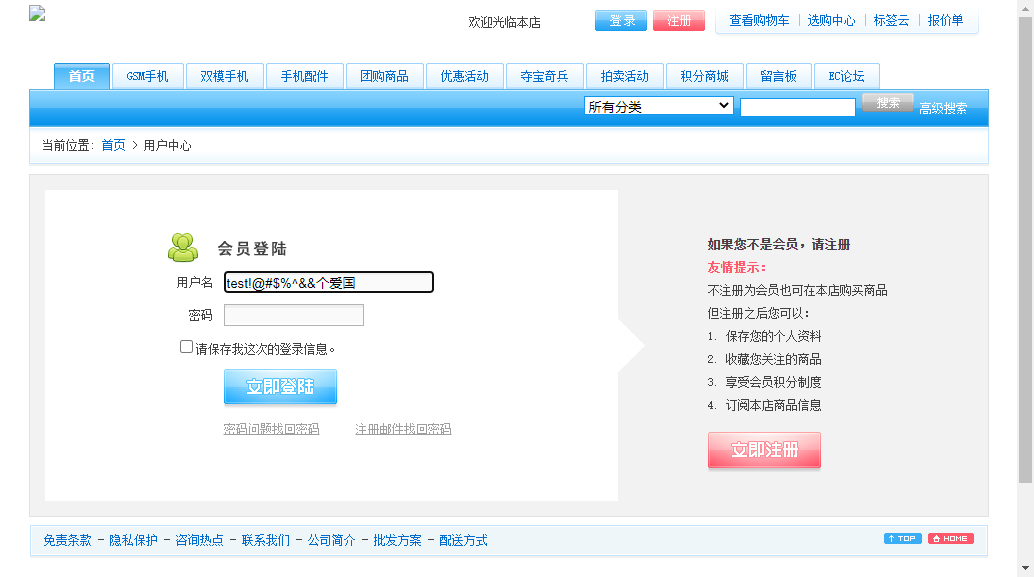 欢迎光临本店 登录 注册 查看购物车 选购中心 标签云 报价单
首页 GSM手机 双模手机 手机配件 团购商品 优惠活动 夺宝奇兵 拍卖活动 积分商城 留言板 EC论坛
所有分类 搜索 高级搜索
当前位置: 首页 > 用户中心
会员登陆
用户名 test!@#$%^&&个爱国
密码
请保存我这次的登录信息。
立即登陆
密码问题找回密码 注册邮件找回密码
如果您不是会员，请注册
友情提示：
不注册为会员也可在本店购买商品
但注册之后您可以：
1. 保存您的个人资料
2. 收藏您关注的商品
3. 享受会员积分制度
4. 订阅本店商品信息
立即注册
免责条款 - 隐私保护 - 咨询热点 - 联系我们 - 公司简介 - 批发方案 - 配送方式 TOP HOME